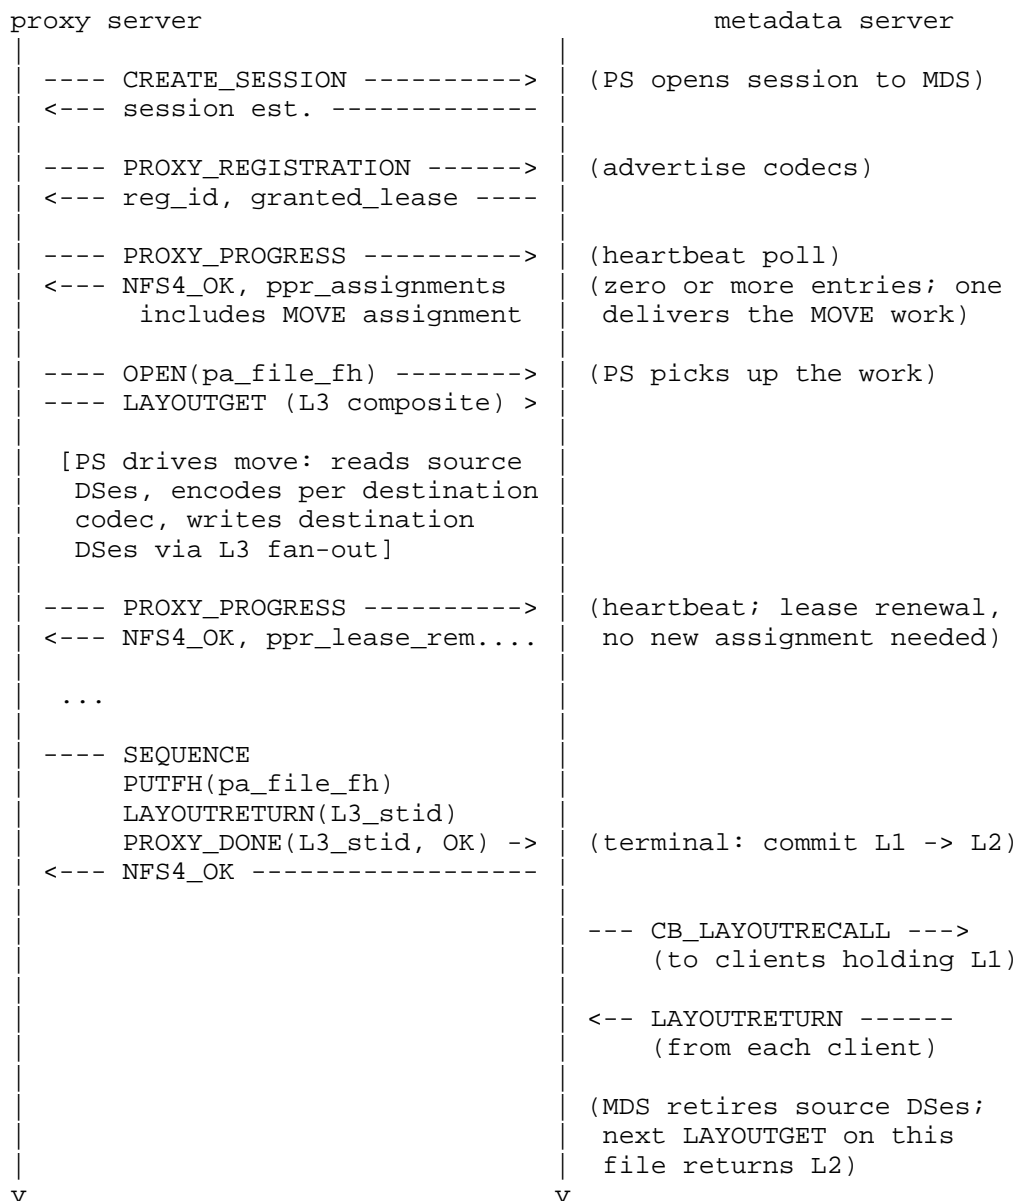 proxy server                                  metadata server
|                                  |
| ---- CREATE_SESSION ----------> | (PS opens session to MDS)
| <--- session est. ------------- |
|                                  |
| ---- PROXY_REGISTRATION ------> | (advertise codecs)
| <--- reg_id, granted_lease ---- |
|                                  |
| ---- PROXY_PROGRESS ----------> | (heartbeat poll)
| <--- NFS4_OK, ppr_assignments   | (zero or more entries; one
|       includes MOVE assignment  |  delivers the MOVE work)
|                                  |
| ---- OPEN(pa_file_fh) --------> | (PS picks up the work)
| ---- LAYOUTGET (L3 composite) > |
|                                  |
|  [PS drives move: reads source  |
|   DSes, encodes per destination |
|   codec, writes destination     |
|   DSes via L3 fan-out]          |
|                                  |
| ---- PROXY_PROGRESS ----------> | (heartbeat; lease renewal,
| <--- NFS4_OK, ppr_lease_rem.... |  no new assignment needed)
|                                  |
|  ...                             |
|                                  |
| ---- SEQUENCE                   |
|      PUTFH(pa_file_fh)          |
|      LAYOUTRETURN(L3_stid)      |
|      PROXY_DONE(L3_stid, OK) -> | (terminal: commit L1 -> L2)
| <--- NFS4_OK ------------------ |
|                                  |
|                                 | --- CB_LAYOUTRECALL --->
|                                 |     (to clients holding L1)
|                                  |
|                                 | <-- LAYOUTRETURN ------
|                                 |     (from each client)
|                                  |
|                                 | (MDS retires source DSes;
|                                 |  next LAYOUTGET on this
|                                 |  file returns L2)
v                                 v